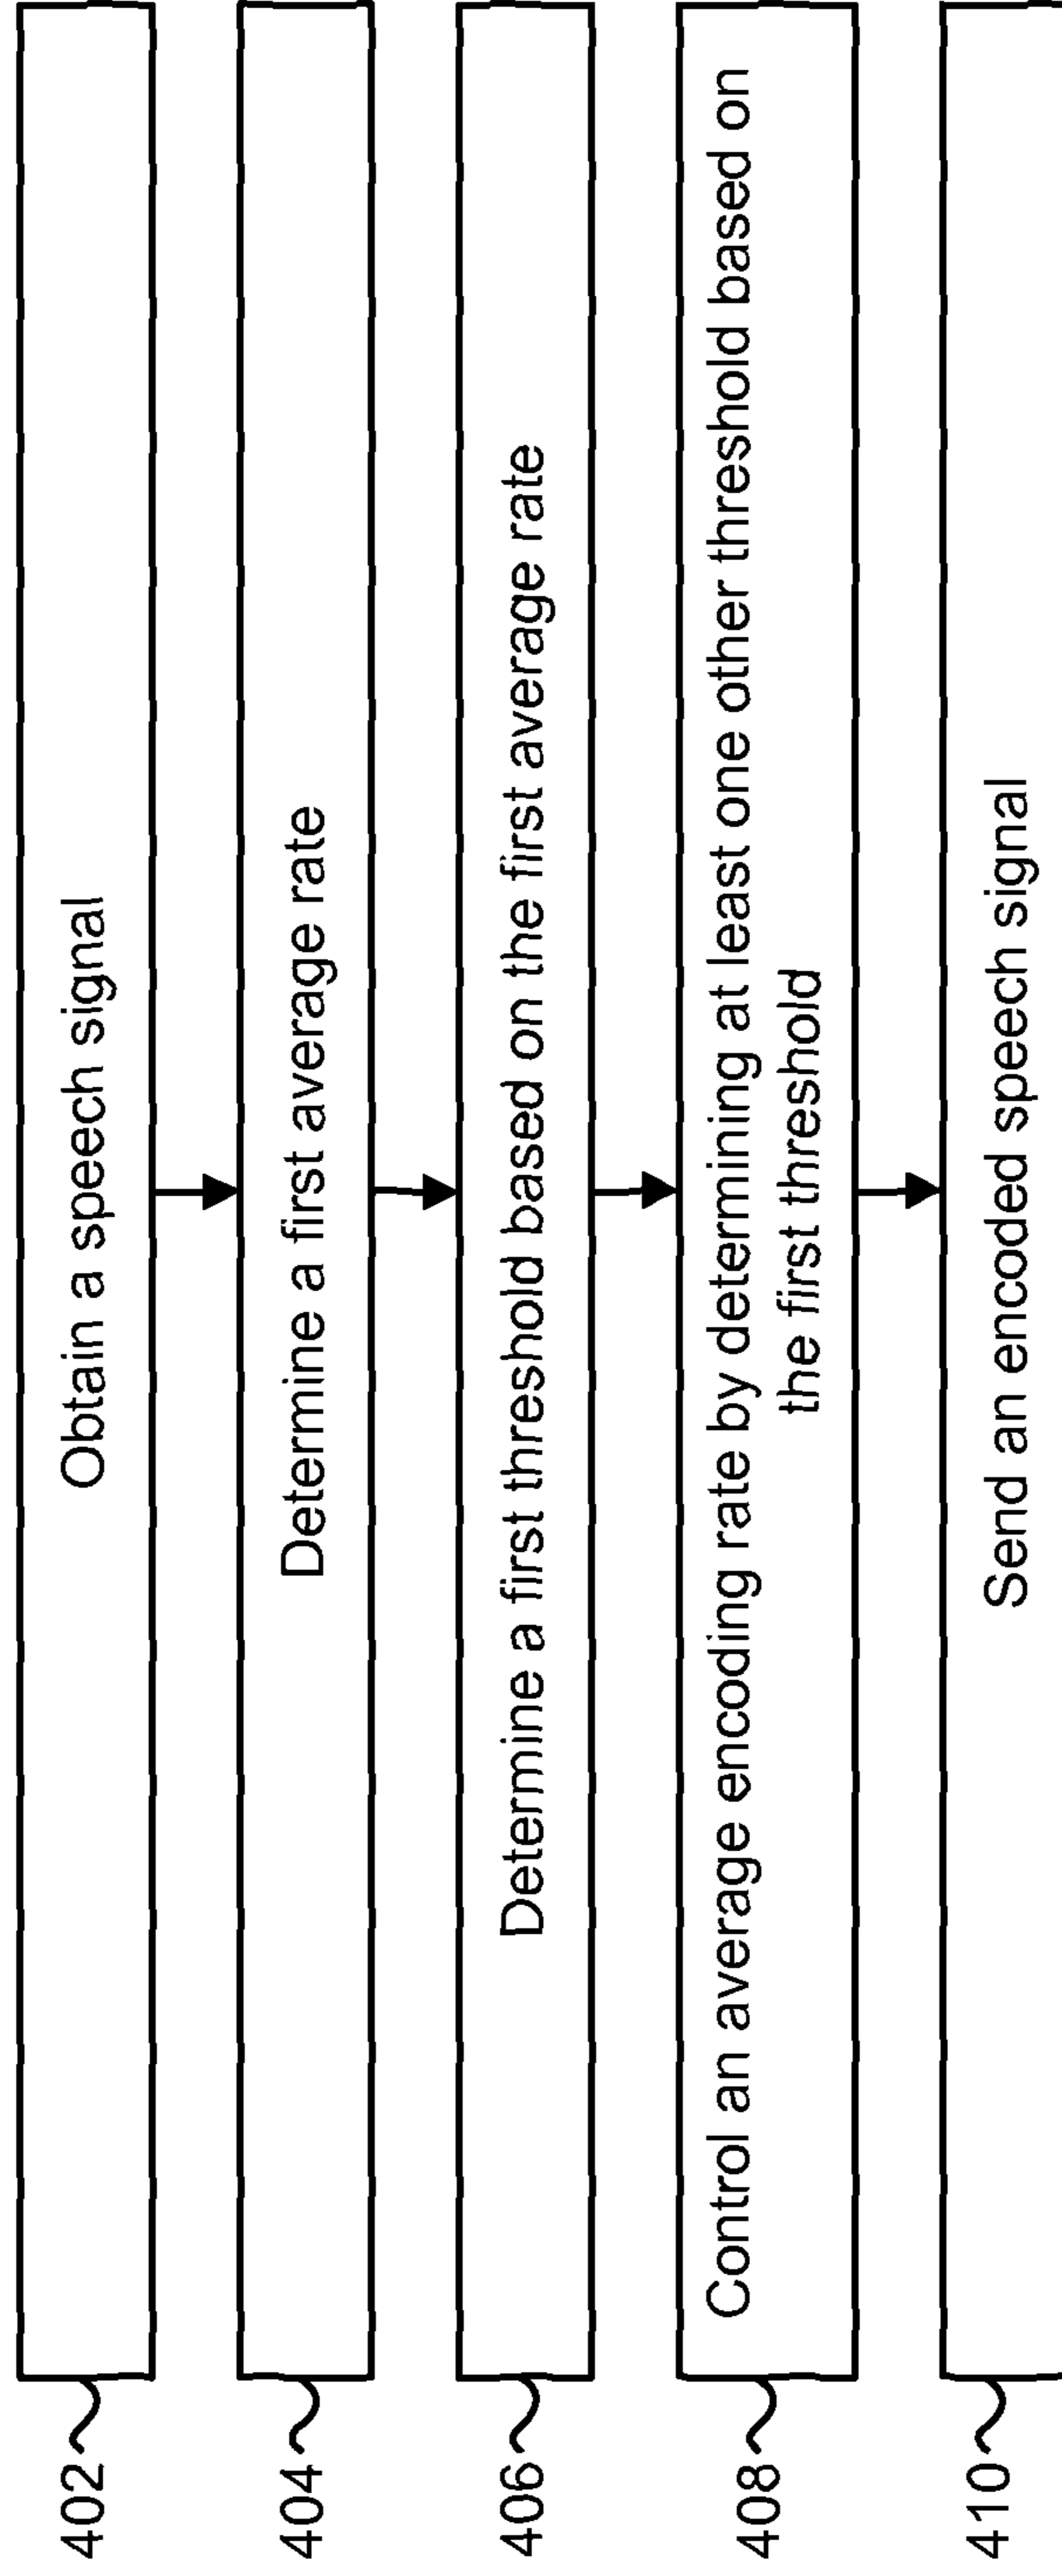 402
Obtain a speech signal
404
Determine a first average rate
406
Determine a first threshold based on the first average rate
408
Control an average encoding rate by determining at least one other threshold based on
the first threshold
410
Send an encoded speech signal